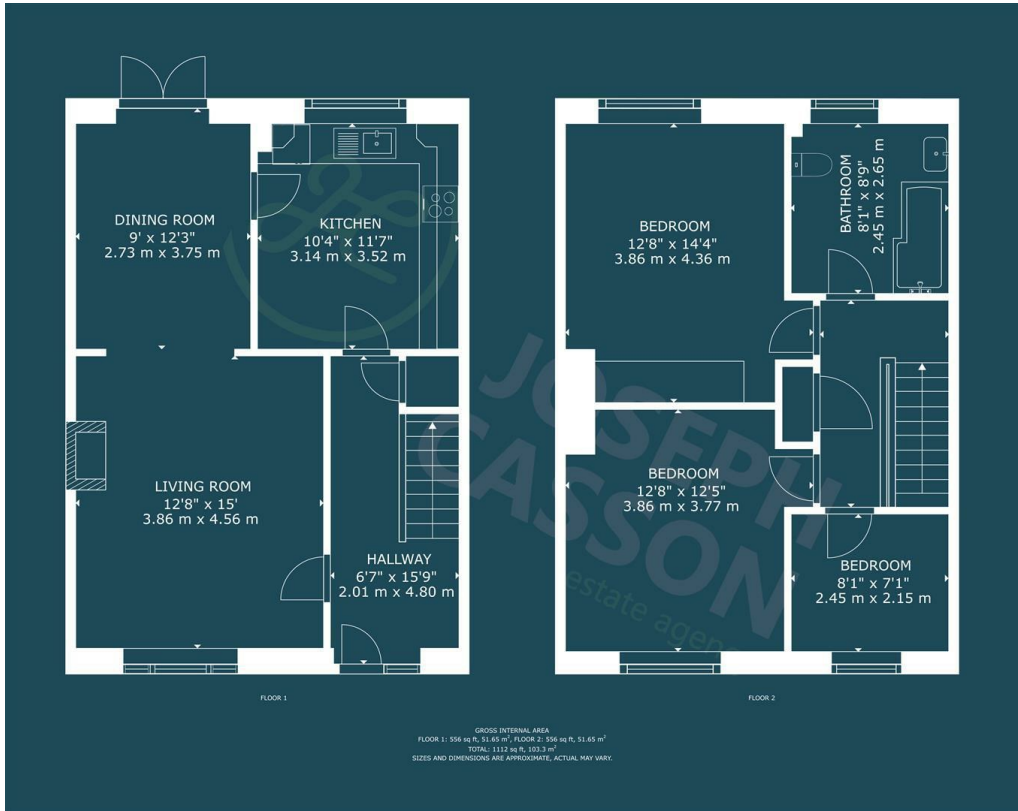 DINING ROOM
9' x 12'3"
2.73 m x 3.75 m
KITCHEN
10'4" x 11'7"
3.14 m x 3.52 m
LIVING ROOM
12'8" x 15'
3.86 m x 4.56 m
HALLWAY
6'7" x 15'9"
2.01 m x 4.80 m
FLOOR 1
BEDROOM
12'8" x 14'4"
3.86 m x 4.36 m
BATHROOM
8'1" x 8'9"
2.45 m x 2.65 m
BEDROOM
12'8" x 12'5"
3.86 m x 3.77 m
BEDROOM
8'1" x 7'1"
2.45 m x 2.15 m
FLOOR 2
JOSEPH
CASSON
estate agency
GROSS INTERNAL AREA
FLOOR 1: 556 sq ft, 51.65 m², FLOOR 2: 556 sq ft, 51.65 m²
TOTAL: 1112 sq ft, 103.3 m²
SIZES AND DIMENSIONS ARE APPROXIMATE, ACTUAL MAY VARY.